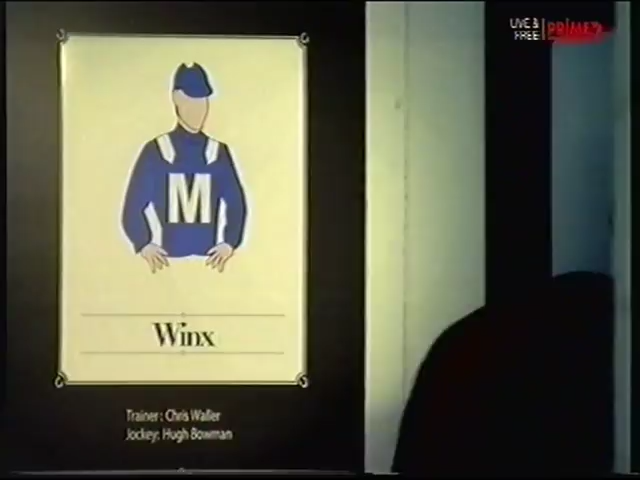 LIVE &
FREE
PRIME7
M
Winx
Trainer: Chris Waller
Jockey: Hugh Bowman